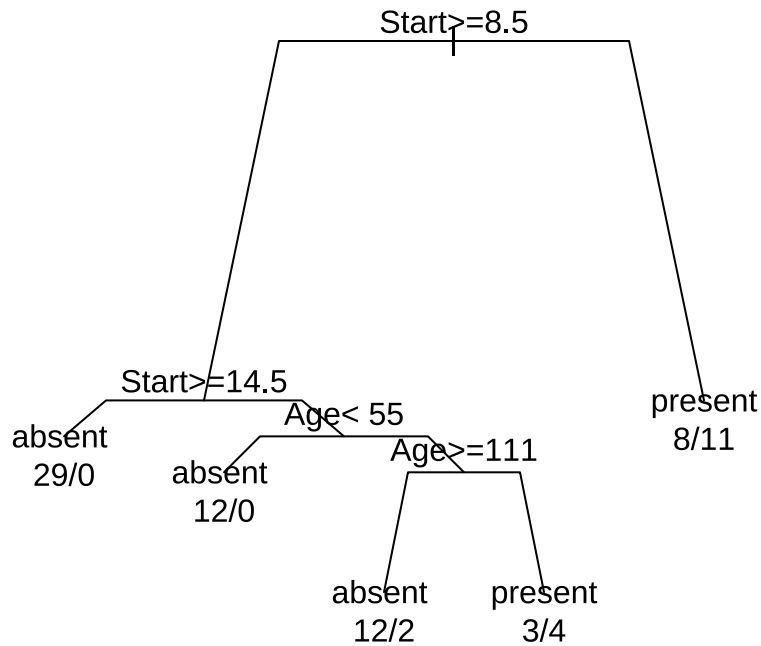 Start>=8.5
Start>=14.5
present
8/11
Age< 55
absent
29/0
Age>=111
absent
12/0
absent
12/2
present
3/4